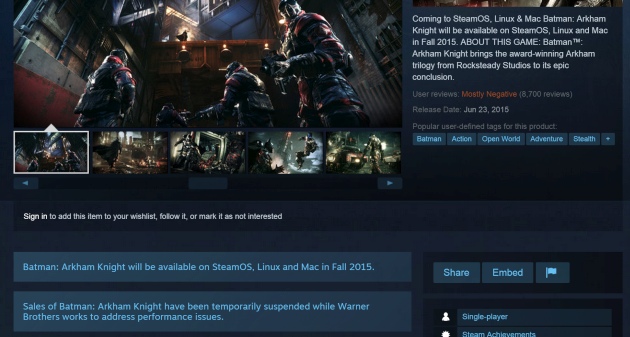 Coming to SteamOS, Linux & Mac Batman: Arkham
Knight will be available on SteamOS, Linux and Mac
in Fall 2015. ABOUT THIS GAME: Batman™:
Arkham Knight brings the award-winning Arkham
trilogy from Rocksteady Studios to its epic
conclusion.
User reviews: Mostly Negative (8,700 reviews)
Release Date: Jun 23, 2015
Popular user-defined tags for this product:
Batman Action Open World Adventure Stealth +
Sign in to add this item to your wishlist, follow it, or mark it as not interested
Batman: Arkham Knight will be available on SteamOS, Linux and Mac in Fall 2015.
Sales of Batman: Arkham Knight have been temporarily suspended while Warner
Brothers works to address performance issues.
Share Embed
Single-player
Steam Achievements